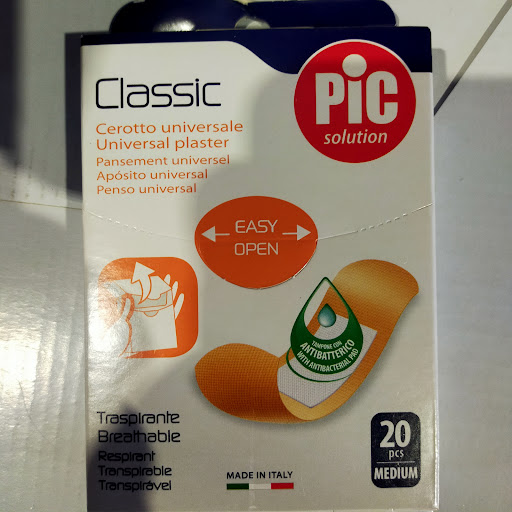 Classic
PiC
solution
Cerotto universale
Universal plaster
Pansement universel
Apósito universal
Penso universal
EASY
OPEN
TAMPONE CON
ANTIBATTERICO
WITH ANTIBACTERIAL PAD
Traspirante
Breathable
Respirant
Transpirable
Transpirável
MADE IN ITALY
20
pcs
MEDIUM